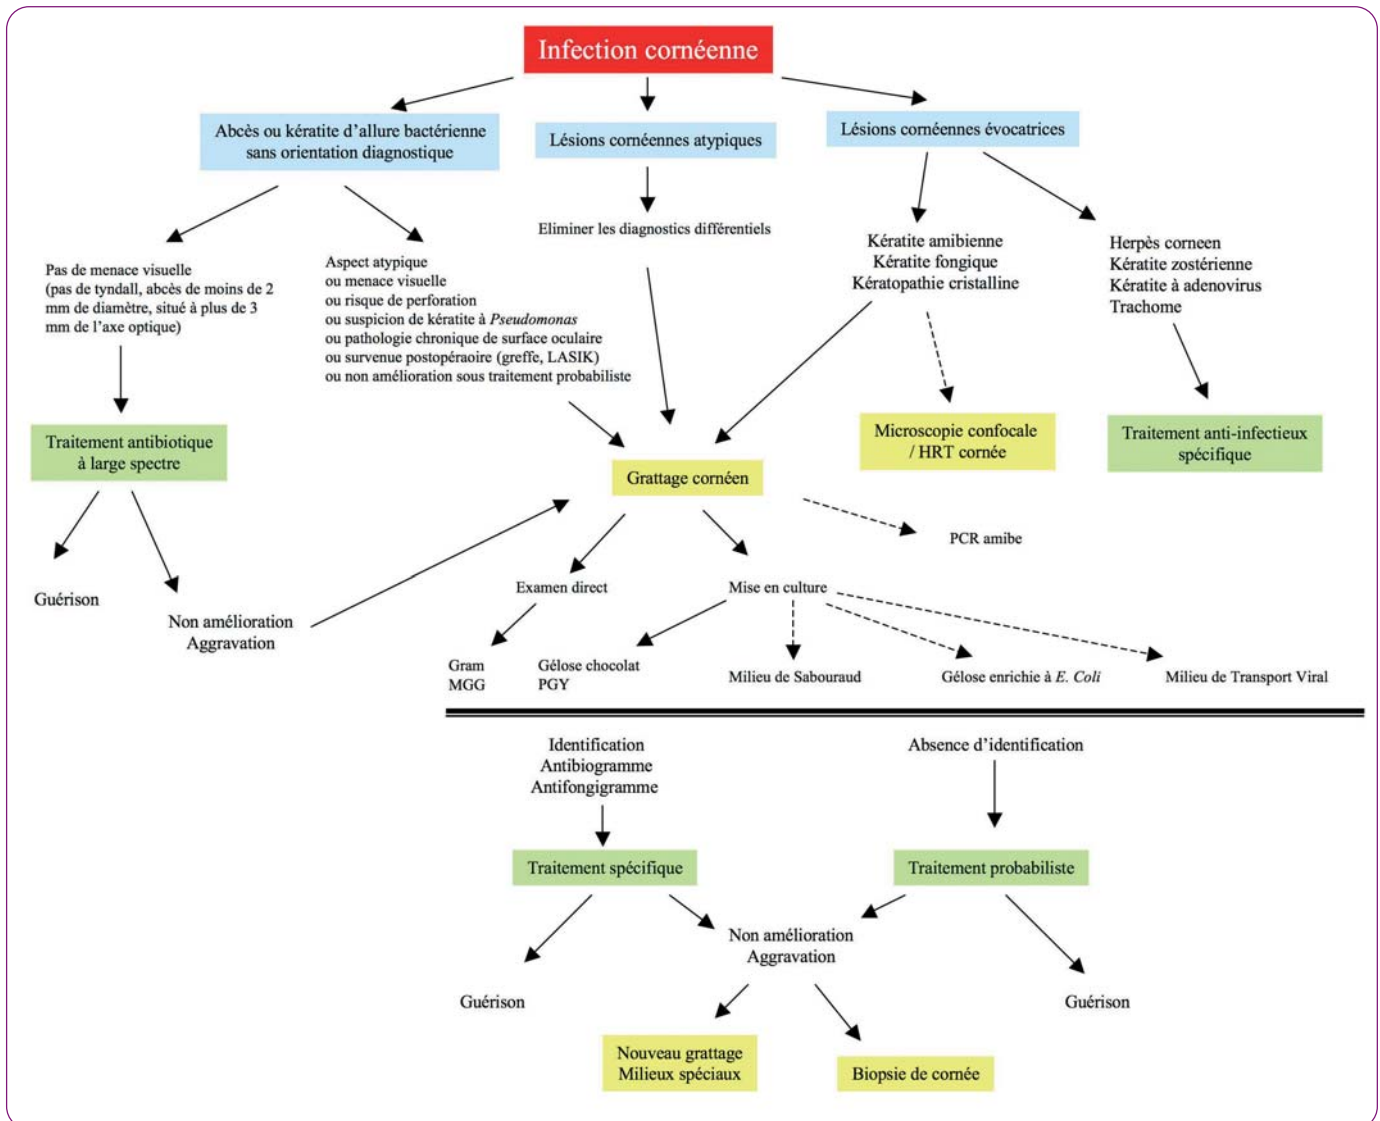 Infection cornéenne
Abcès ou kératite d'allure bactérienne
sans orientation diagnostique
Lésions cornéennes atypiques
Lésions cornéennes évocatrices
Eliminer les diagnostics différentiels
Kératite amibienne
Kératite fongique
Kératopathie cristalline
Herpès corneen
Kératite zostérienne
Kératite à adenovirus
Trachome
Pas de menace visuelle
(pas de tyndall, abcès de moins de 2
mm de diamètre, situé à plus de 3
mm de l'axe optique)
Aspect atypique
ou menace visuelle
ou risque de perforation
ou suspicion de kératite à Pseudomonas
ou pathologie chronique de surface oculaire
ou survenue postopéraoire (greffe, LASIK)
ou non amélioration sous traitement probabiliste
Traitement antibiotique
à large spectre
Microscopie confocale
/ HRT cornée
Traitement anti-infectieux
spécifique
Grattage cornéen
PCR amibe
Guérison
Non amélioration
Aggravation
Examen direct
Mise en culture
Gram
MGG
Gélose chocolat
PGY
Milieu de Sabouraud
Gélose enrichie à E. Coli
Milieu de Transport Viral
Identification
Antibiogramme
Antifongigramme
Absence d'identification
Traitement spécifique
Traitement probabiliste
Non amélioration
Aggravation
Guérison
Guérison
Nouveau grattage
Milieux spéciaux
Biopsie de cornée